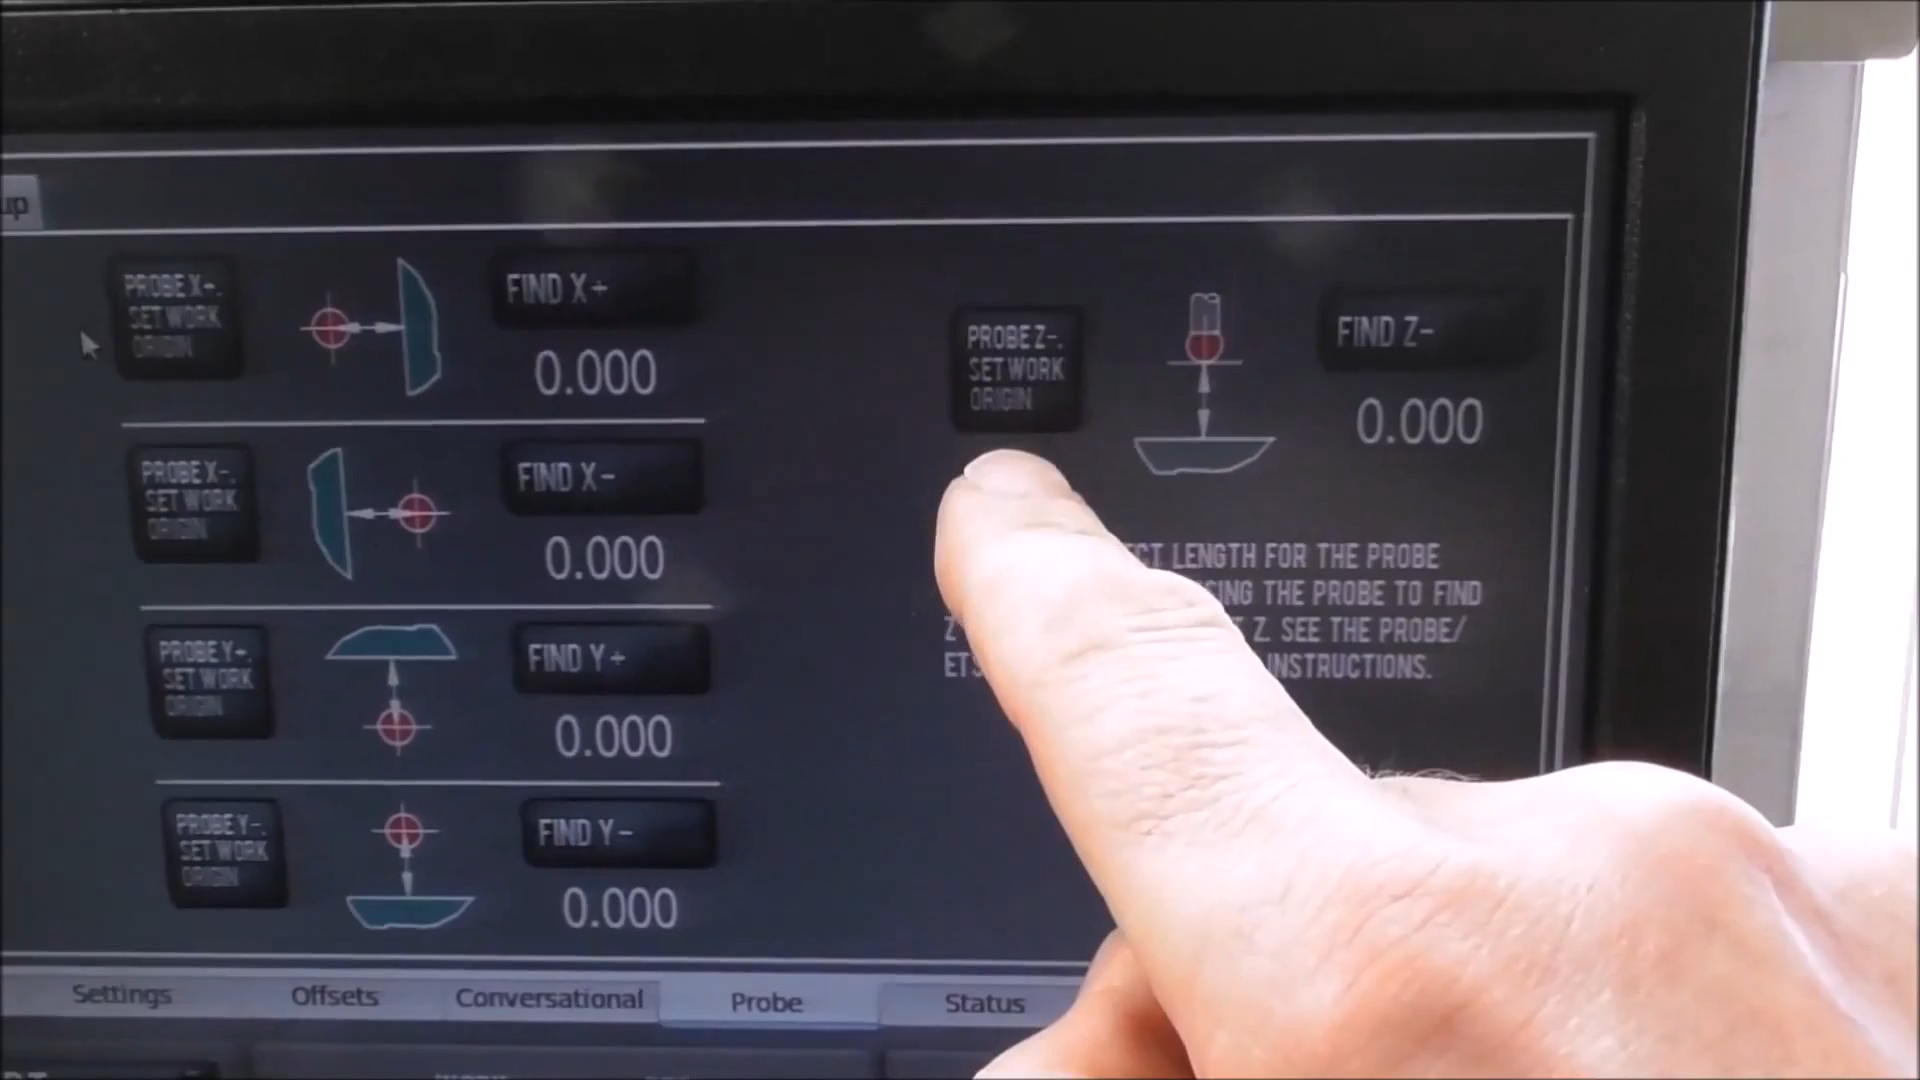 up
PROBE X+.
SET WORK
ORIGIN
FIND X+
0.000
PROBE X-.
SET WORK
ORIGIN
FIND X-
0.000
PROBE Y+.
SET WORK
ORIGIN
FIND Y+
0.000
PROBE Y-.
SET WORK
ORIGIN
FIND Y-
0.000
PROBE Z-.
SET WORK
ORIGIN
FIND Z-
0.000
LENGTH FOR THE PROBE
THE PROBE TO FIND
Z Z. SEE THE PROBE/
INSTRUCTIONS.
Settings Offsets Conversational Probe Status